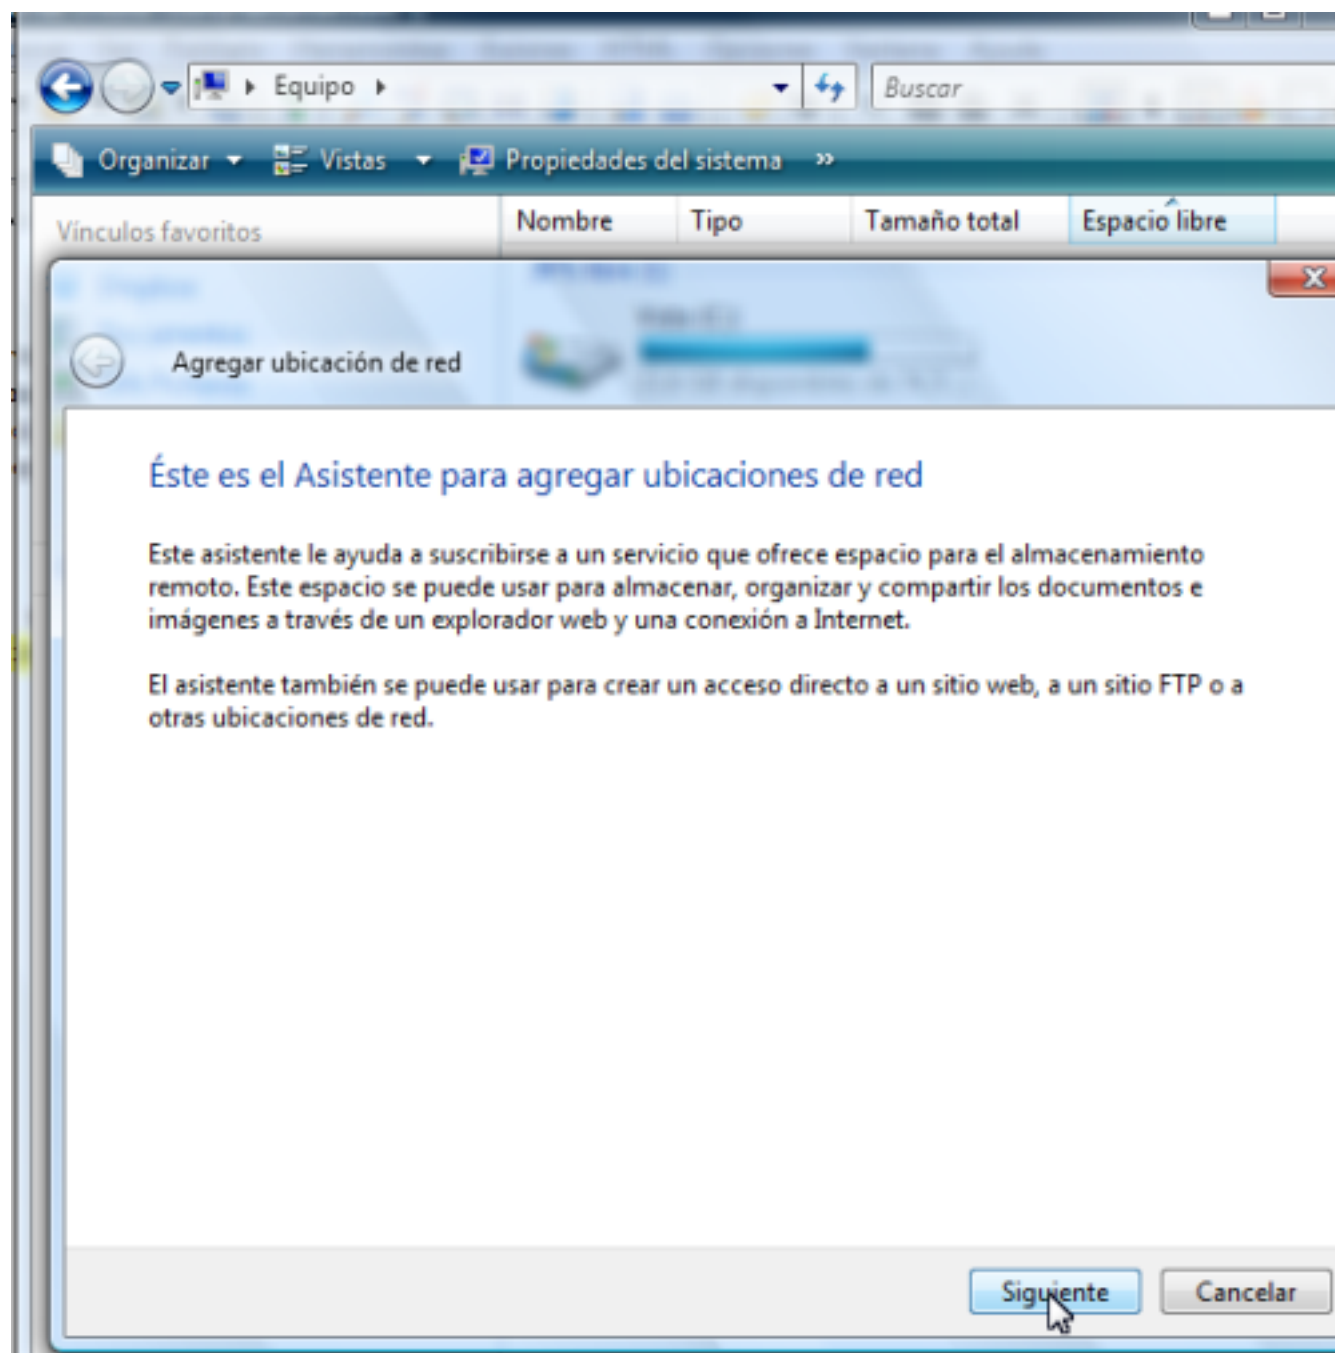 Equipo
Buscar
Organizar Vistas Propiedades del sistema »
Vínculos favoritos Nombre Tipo Tamaño total Espacio libre
Agregar ubicación de red
Éste es el Asistente para agregar ubicaciones de red
Este asistente le ayuda a suscribirse a un servicio que ofrece espacio para el almacenamiento
remoto. Este espacio se puede usar para almacenar, organizar y compartir los documentos e
imágenes a través de un explorador web y una conexión a Internet.
El asistente también se puede usar para crear un acceso directo a un sitio web, a un sitio FTP o a
otras ubicaciones de red.
Siguiente Cancelar